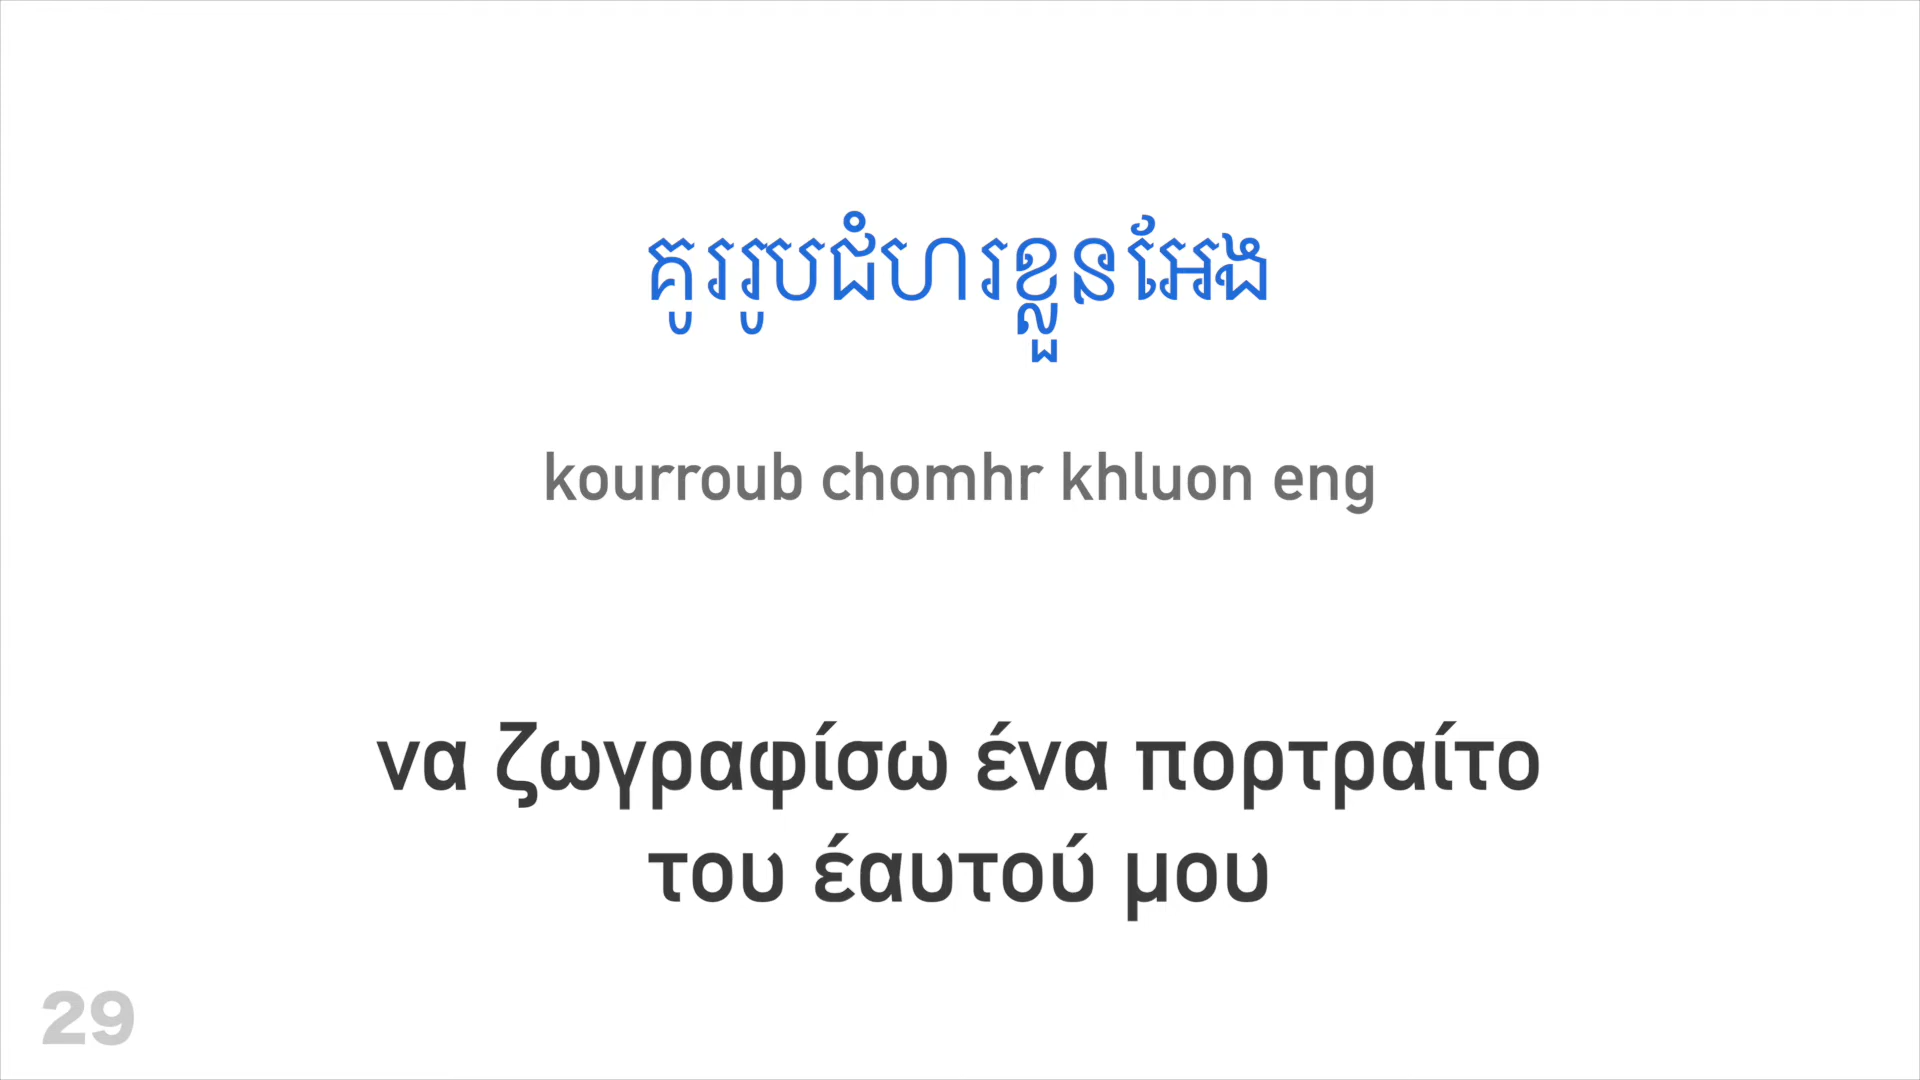 គូររូបជំហរខ្លួនអែង
kourroub chomhr khluon eng
να ζωγραφίσω ένα πορτραίτο
του έαυτού μου
29